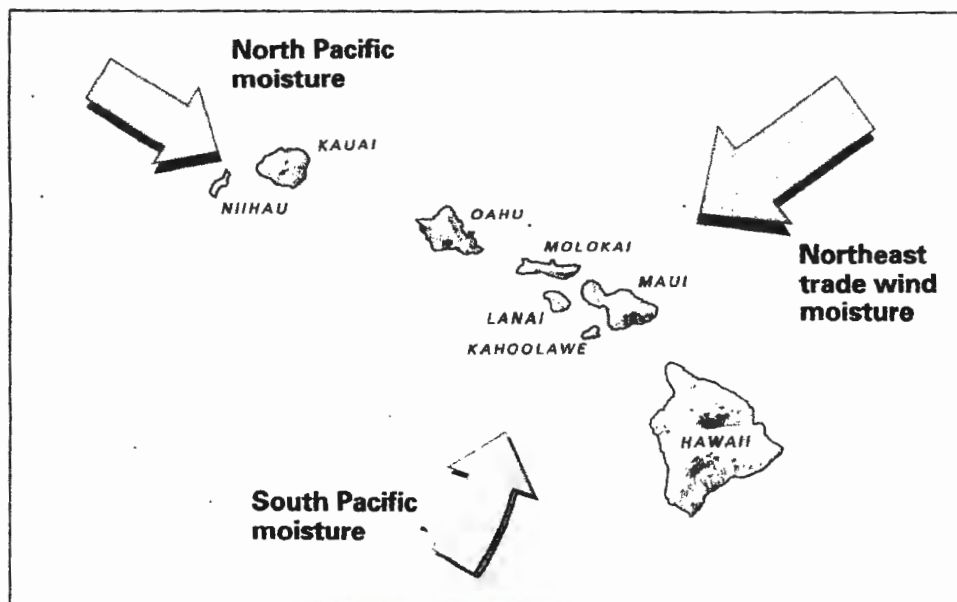 North Pacific
moisture
KAUAI
NIIHAU
OAHU
MOLOKAI
MAUI
LANAI
KAHOOLAWE
Northeast
trade wind
moisture
HAWAII
South Pacific
moisture